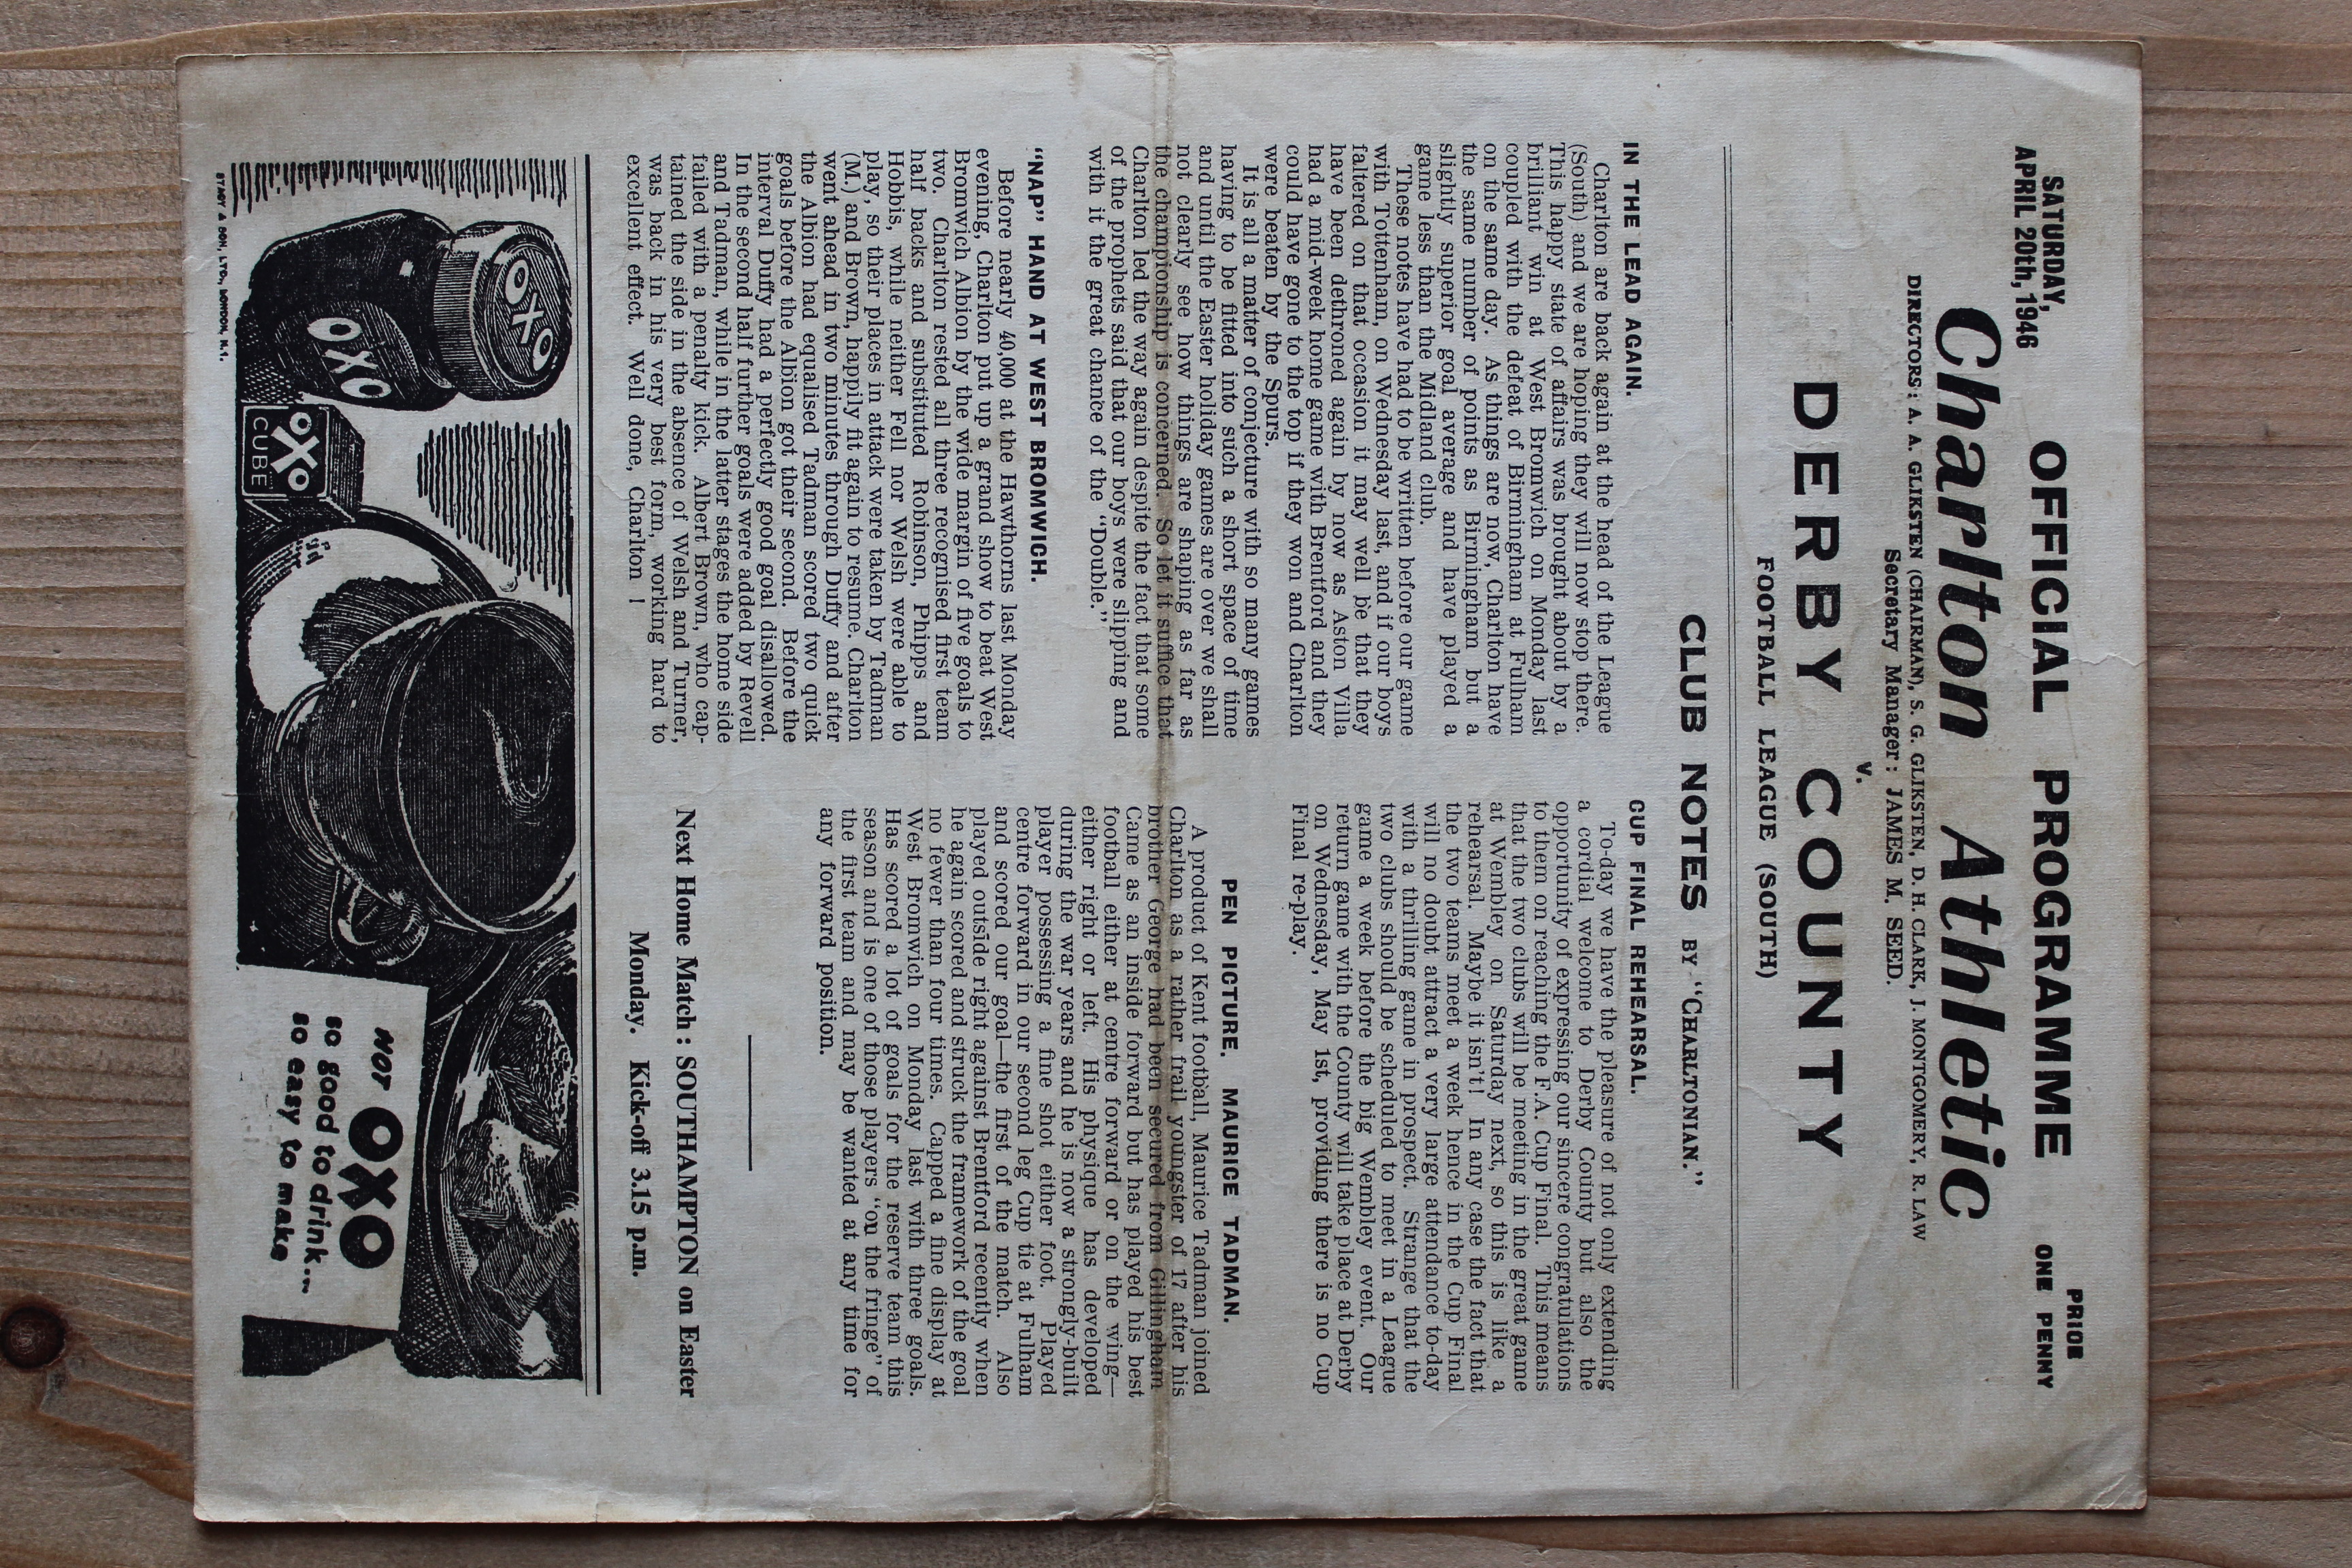 SATURDAY,
APRIL 20th, 1946
OFFICIAL PROGRAMME
PRICE
ONE PENNY
Charlton Athletic
DIRECTORS: A. A. GLIKSTEN (CHAIRMAN), S. G. GLIKSTEN, D. H. CLARK, J. MONTGOMERY, R. LAW
Secretary Manager: JAMES M. SEED.
v.
DERBY COUNTY
FOOTBALL LEAGUE (SOUTH)
CLUB NOTES BY "CHARLTONIAN."
IN THE LEAD AGAIN.
Charlton are back again at the head of the League
(South) and we are hoping they will now stop there.
This happy state of affairs was brought about by a
brilliant win at West Bromwich on Monday last
coupled with the defeat of Birmingham at Fulham
on the same day. As things are now, Charlton have
the same number of points as Birmingham but a
slightly superior goal average and have played a
game less than the Midland club.
These notes have had to be written before our game
with Tottenham, on Wednesday last, and if our boys
faltered on that occasion it may well be that they
have been dethroned again by now as Aston Villa
had a mid-week home game with Brentford and they
could have gone to the top if they won and Charlton
were beaten by the Spurs.
It is all a matter of conjecture with so many games
having to be fitted into such a short space of time
and until the Easter holiday games are over we shall
not clearly see how things are shaping as far as
the championship is concerned. So let it suffice that
Charlton led the way again despite the fact that some
of the prophets said that our boys were slipping and
with it the great chance of the "Double."
"NAP" HAND AT WEST BROMWICH.
Before nearly 40,000 at the Hawthorns last Monday
evening, Charlton put up a grand show to beat West
Bromwich Albion by the wide margin of five goals to
two. Charlton rested all three recognised first team
half backs and substituted Robinson, Phipps and
Hobbis, while neither Fell nor Welsh were able to
play, so their places in attack were taken by Tadman
(M.) and Brown, happily fit again to resume. Charlton
went ahead in two minutes through Duffy and after
the Albion had equalised Tadman scored two quick
goals before the Albion got their second. Before the
interval Duffy had a perfectly good goal disallowed.
In the second half further goals were added by Revell
and Tadman, while in the latter stages the home side
failed with a penalty kick. Albert Brown, who cap-
tained the side in the absence of Welsh and Turner,
was back in his very best form, working hard to
excellent effect. Well done, Charlton !
CUP FINAL REHEARSAL.
To-day we have the pleasure of not only extending
a cordial welcome to Derby County but also the
opportunity of expressing our sincere congratulations
to them on reaching the F.A. Cup Final. This means
that the two clubs will be meeting in the great game
at Wembley on Saturday next, so this is like a
rehearsal. Maybe it isn't! In any case the fact that
the two teams meet a week hence in the Cup Final
will no doubt attract a very large attendance to-day
with a thrilling game in prospect. Strange that the
two clubs should be scheduled to meet in a League
game a week before the big Wembley event. Our
return game with the County will take place at Derby
on Wednesday, May 1st, providing there is no Cup
Final re-play.
PEN PICTURE. MAURICE TADMAN.
A product of Kent football, Maurice Tadman joined
Charlton as a rather frail youngster of 17 after his
brother George had been secured from Gillingham
Came as an inside forward but has played his best
football either at centre forward or on the wing—
either right or left. His physique has developed
during the war years and he is now a strongly-built
player possessing a fine shot either foot. Played
centre forward in our second leg Cup tie at Fulham
and scored our goal—the first of the match. Also
played outside right against Brentford recently when
he again scored and struck the framework of the goal
no fewer than four times. Capped a fine display at
West Bromwich on Monday last with three goals.
Has scored a lot of goals for the reserve team this
season and is one of those players "on the fringe" of
the first team and may be wanted at any time for
any forward position.
Next Home Match: SOUTHAMPTON on Easter
Monday. Kick-off 3.15 p.m.
OXO
OXO
OXO
CUBE
HOT OXO
so good to drink...
so easy to make
STABY & SON, LTD., LONDON, N.1.